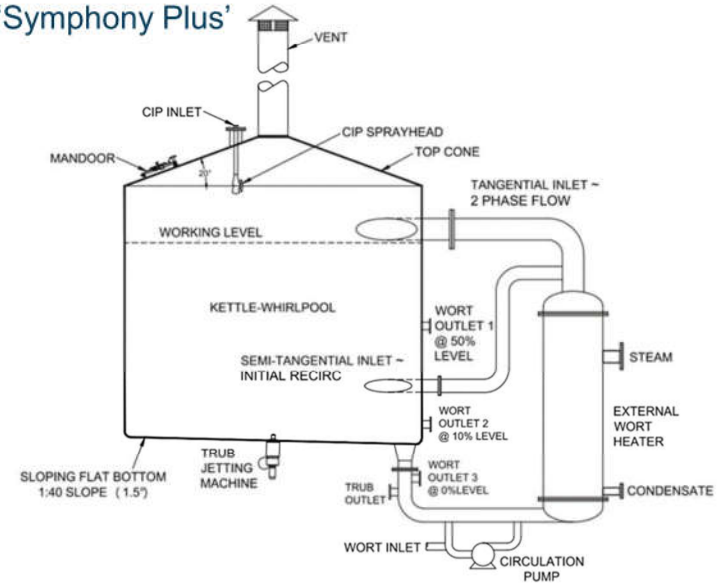 'Symphony Plus'
VENT
CIP INLET
CIP SPRAYHEAD
MANDOOR
TOP CONE
20°
TANGENTIAL INLET ~
2 PHASE FLOW
WORKING LEVEL
KETTLE-WHIRLPOOL
WORT
OUTLET 1
@ 50%
LEVEL
STEAM
SEMI-TANGENTIAL INLET ~
INITIAL RECIRC
WORT
OUTLET 2
@ 10% LEVEL
EXTERNAL
WORT
HEATER
TRUB
JETTING
MACHINE
SLOPING FLAT BOTTOM
1:40 SLOPE ( 1.5°)
WORT
OUTLET 3
@ 0%LEVEL
TRUB
OUTLET
CONDENSATE
WORT INLET
CIRCULATION
PUMP